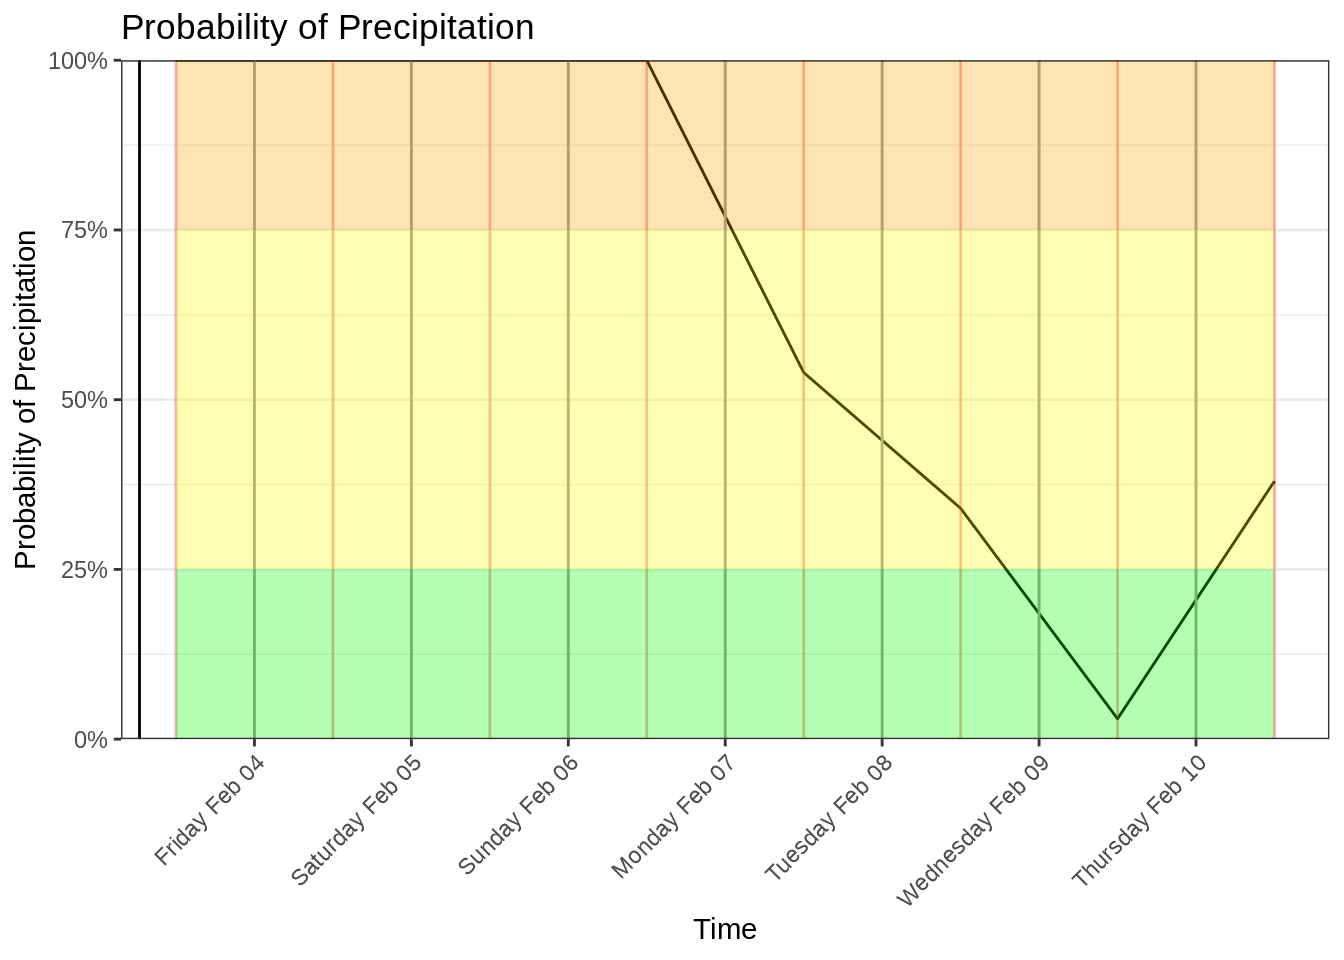 Probability of Precipitation
100%
75%
50%
25%
0%
Probability of Precipitation
Friday Feb 04
Saturday Feb 05
Sunday Feb 06
Monday Feb 07
Tuesday Feb 08
Wednesday Feb 09
Thursday Feb 10
Time